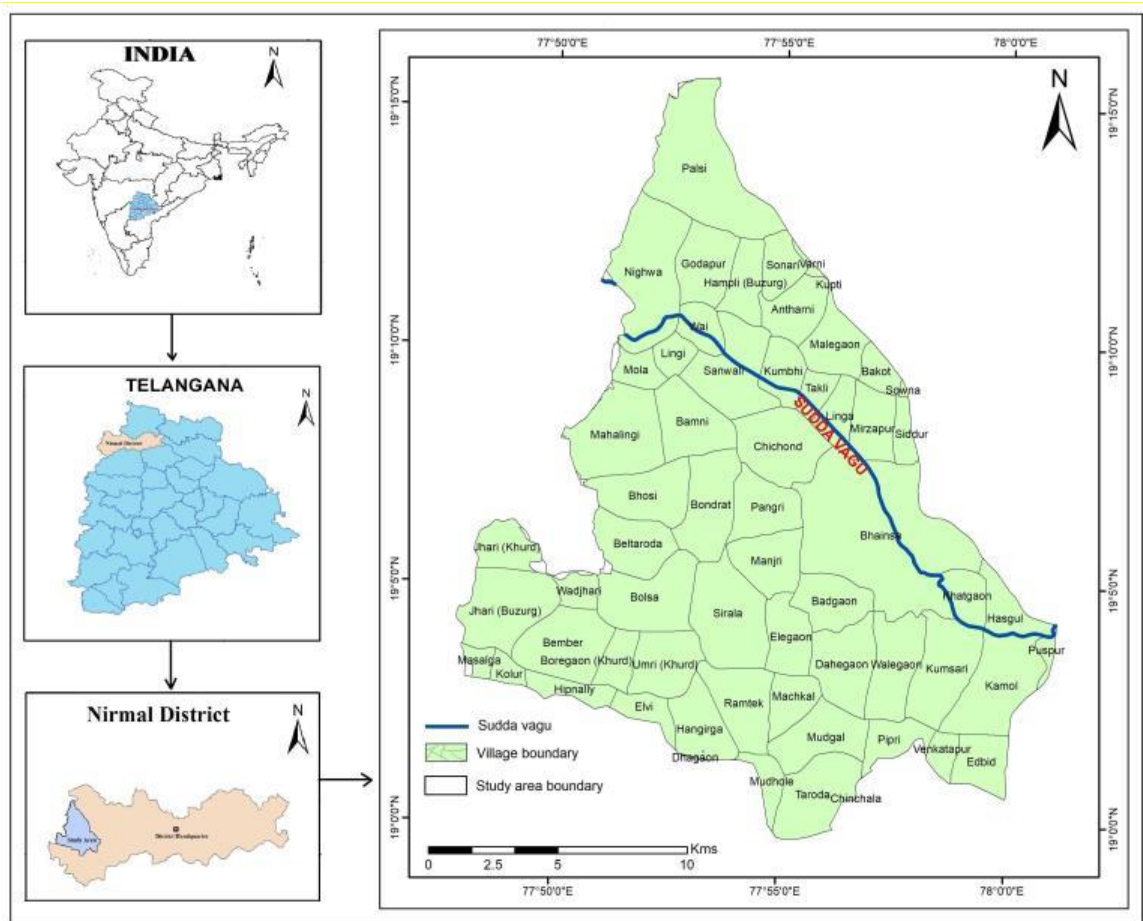 INDIA
N
TELANGANA
N
Nirmal District
Nirmal District
N
Study Area
District Headquarter
77°50'0"E
77°55'0"E
78°0'0"E
19°15'0"N
19°15'0"N
N
Palsi
Nighwa
Godapur
Sonari
Varni
Hampli (Buzurg)
Kupti
Antharni
19°10'0"N
19°10'0"N
Wai
Malegaon
Lingi
Mola
Sanwali
Kumbhi
Bakot
Takli
Sowna
Linga
SUDDA VAGU
Mirzapur
Siddur
Mahalingi
Bamni
Chichond
Bhosi
Bondrat
Pangri
Bhainsa
Jhari (Khurd)
Beltaroda
Manjri
19°5'0"N
19°5'0"N
Wadjhari
Bolsa
Badgaon
Khatgaon
Jhari (Buzurg)
Sirala
Hasgul
Bember
Elegaon
Puspur
Masalga
Boregaon (Khurd)
Umri (Khurd)
Dahegaon
Walegaon
Kumsari
Kolur
Kamol
Hipnally
Elvi
Ramtek
Machkal
Hangirga
Mudgal
Pipri
Venkatapur
Edbid
Dhagaon
Mudhole
Taroda
Chinchala
Sudda vagu
Village boundary
Study area boundary
19°0'0"N
19°0'0"N
Kms
0 2.5 5 10
77°50'0"E
77°55'0"E
78°0'0"E